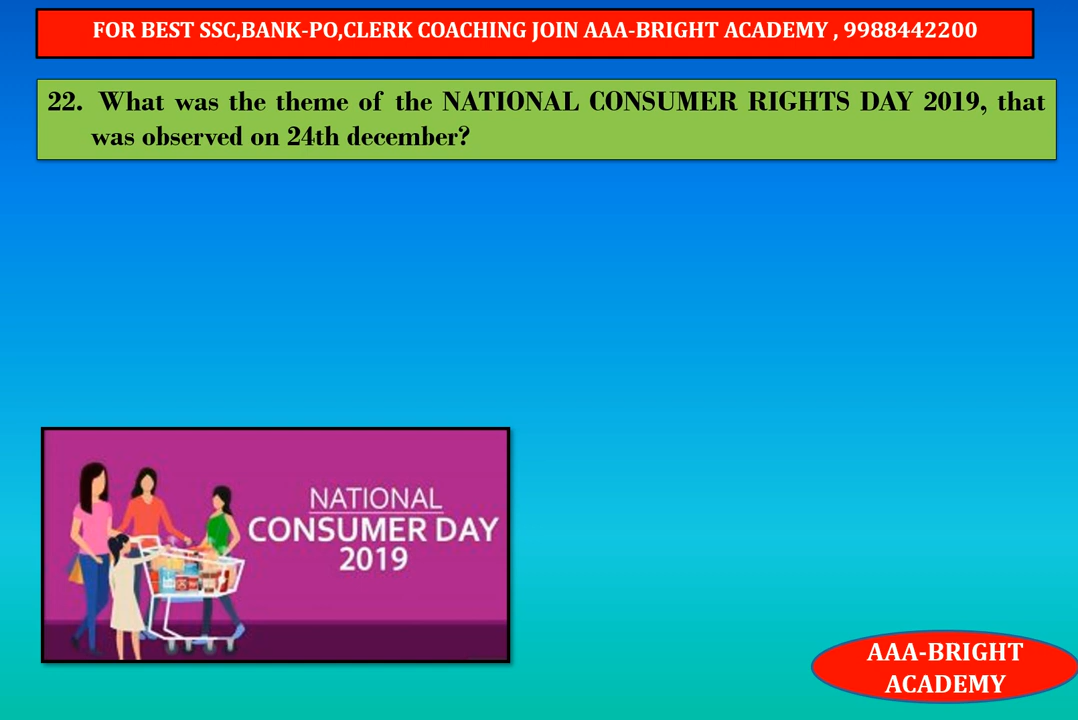 FOR BEST SSC,BANK-PO,CLERK COACHING JOIN AAA-BRIGHT ACADEMY , 9988442200
22. What was the theme of the NATIONAL CONSUMER RIGHTS DAY 2019, that
was observed on 24th december?
NATIONAL
CONSUMER DAY
2019
AAA-BRIGHT
ACADEMY